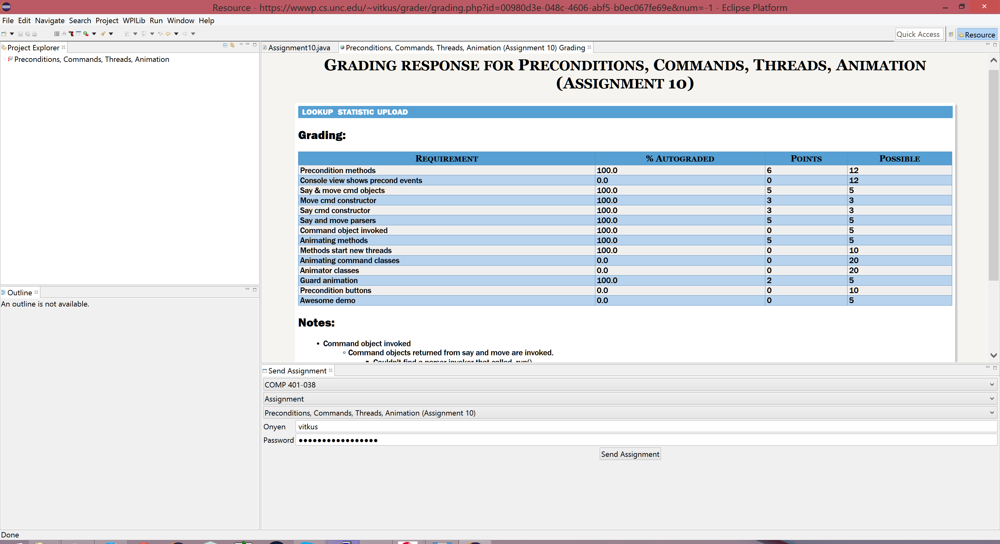 Resource - https://wwwp.cs.unc.edu/~vitkus/grader/grading.php?id=00980d3e-048c-4606-abf5-b0ec067fe69e&num=-1 - Eclipse Platform
File Edit Navigate Search Project WPILib Run Window Help
Quick Access Resource
Project Explorer
Preconditions, Commands, Threads, Animation
Assignment10.java Preconditions, Commands, Threads, Animation (Assignment 10) Grading
GRADING RESPONSE FOR PRECONDITIONS, COMMANDS, THREADS, ANIMATION
(ASSIGNMENT 10)
LOOKUP STATISTIC UPLOAD
Grading:
REQUIREMENT % AUTOGRADED POINTS POSSIBLE
Precondition methods 100.0 6 12
Console view shows precond events 0.0 0 12
Say & move cmd objects 100.0 5 5
Move cmd constructor 100.0 3 3
Say cmd constructor 100.0 3 3
Say and move parsers 100.0 5 5
Command object invoked 100.0 0 5
Animating methods 100.0 5 5
Methods start new threads 100.0 0 10
Animating command classes 0.0 0 20
Animator classes 0.0 0 20
Guard animation 100.0 2 5
Precondition buttons 0.0 0 10
Awesome demo 0.0 0 5
Notes:
• Command object invoked
◦ Command objects returned from say and move are invoked.
▪ Couldn't find a parser invoker that called .run()
Outline
An outline is not available.
Send Assignment
COMP 401-038
Assignment
Preconditions, Commands, Threads, Animation (Assignment 10)
Onyen vitkus
Password ●●●●●●●●●●●●●●●●●
Send Assignment
Done